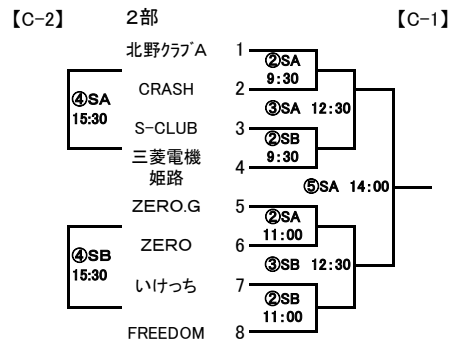 【C-2】 2部 【C-1】
北野ｸﾗﾌﾞA 1
②SA
9:30
CRASH 2
④SA
15:30
③SA 12:30
S-CLUB 3
②SB
9:30
三菱電機
姫路 4
⑤SA 14:00
ZERO.G 5
②SA
11:00
ZERO 6
④SB
15:30
③SB 12:30
いけっち 7
②SB
11:00
FREEDOM 8